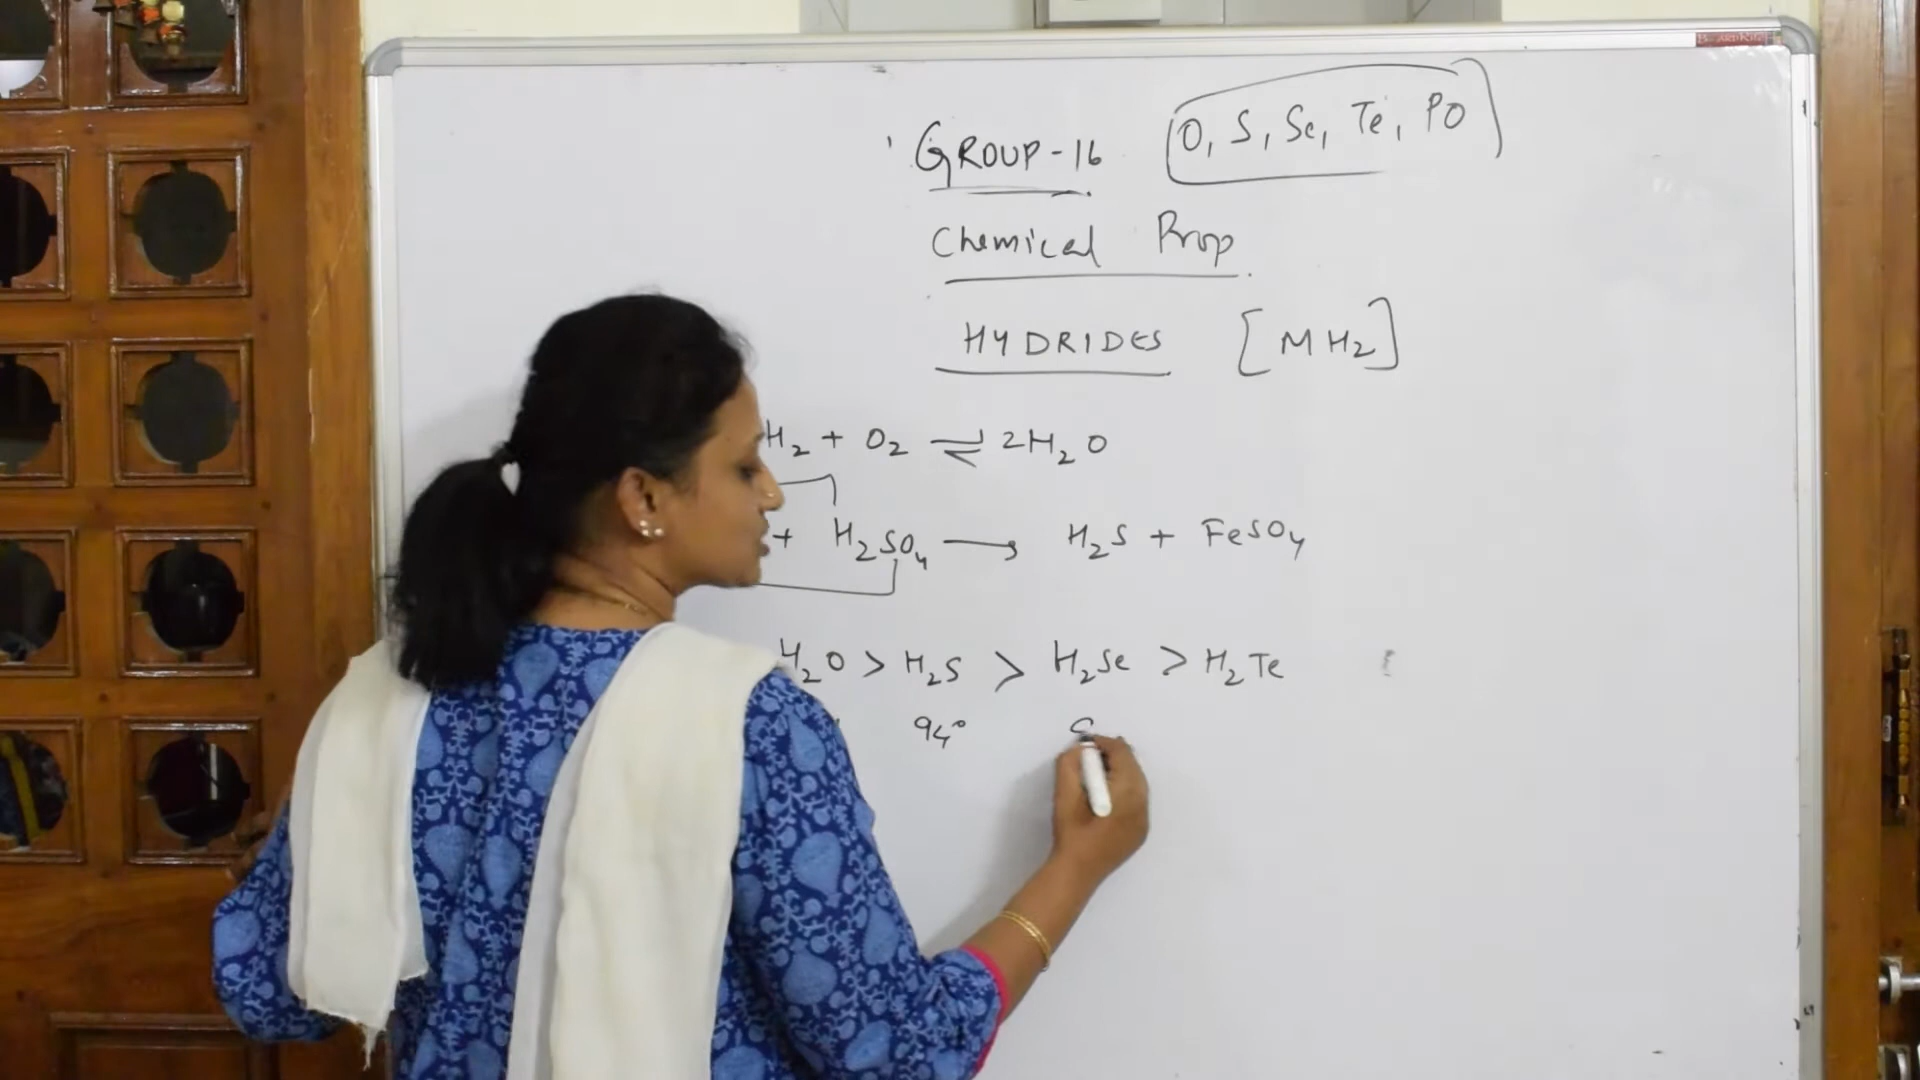 GROUP-16 O, S, Se, Te, PO
Chemical Prop
HYDRIDES [MH2]
H2 + O2 ⇌ 2H2O
+ H2SO4 → H2S + FeSO4
H2O > H2S > H2Se > H2Te
94°